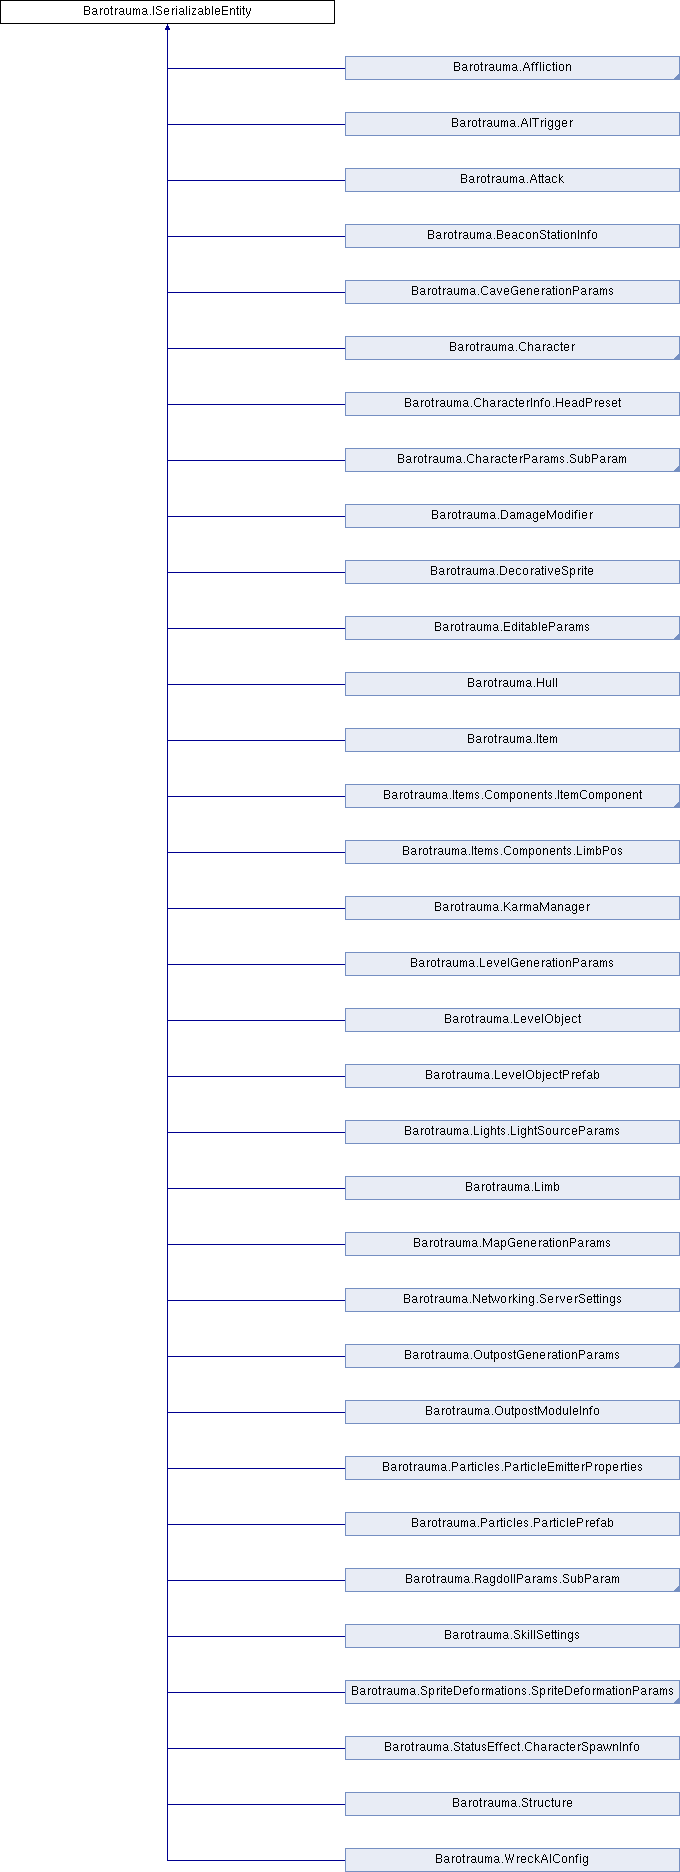 Barotrauma.ISerializableEntity
Barotrauma.Affliction
Barotrauma.AITrigger
Barotrauma.Attack
Barotrauma.BeaconStationInfo
Barotrauma.CaveGenerationParams
Barotrauma.Character
Barotrauma.CharacterInfo.HeadPreset
Barotrauma.CharacterParams.SubParam
Barotrauma.DamageModifier
Barotrauma.DecorativeSprite
Barotrauma.EditableParams
Barotrauma.Hull
Barotrauma.Item
Barotrauma.Items.Components.ItemComponent
Barotrauma.Items.Components.LimbPos
Barotrauma.KarmaManager
Barotrauma.LevelGenerationParams
Barotrauma.LevelObject
Barotrauma.LevelObjectPrefab
Barotrauma.Lights.LightSourceParams
Barotrauma.Limb
Barotrauma.MapGenerationParams
Barotrauma.Networking.ServerSettings
Barotrauma.OutpostGenerationParams
Barotrauma.OutpostModuleInfo
Barotrauma.Particles.ParticleEmitterProperties
Barotrauma.Particles.ParticlePrefab
Barotrauma.RagdollParams.SubParam
Barotrauma.SkillSettings
Barotrauma.SpriteDeformations.SpriteDeformationParams
Barotrauma.StatusEffect.CharacterSpawnInfo
Barotrauma.Structure
Barotrauma.WreckAIConfig